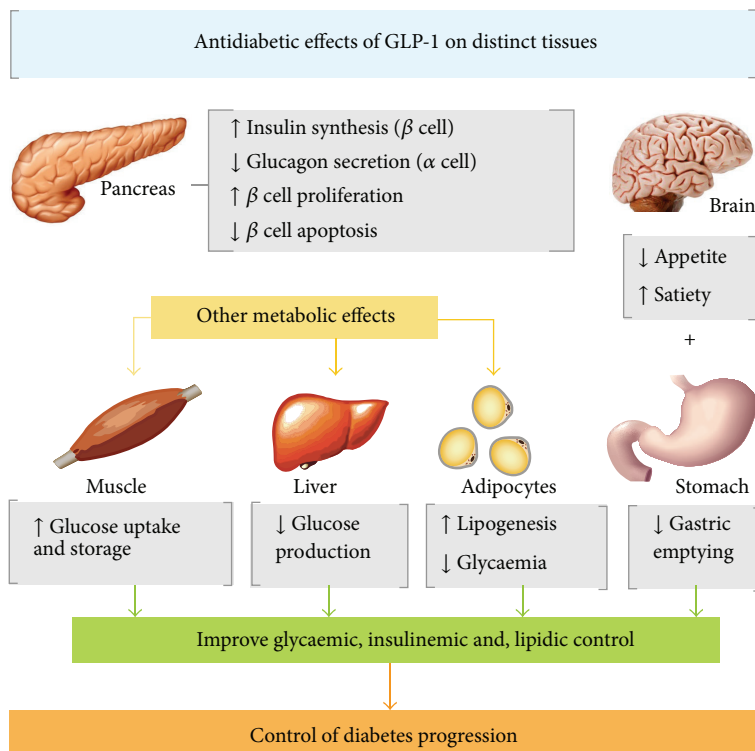 Antidiabetic effects of GLP-1 on distinct tissues
Pancreas
↑ Insulin synthesis (β cell)
↓ Glucagon secretion (α cell)
↑ β cell proliferation
↓ β cell apoptosis
Brain
↓ Appetite
↑ Satiety
+
Other metabolic effects
Muscle
↑ Glucose uptake
and storage
Liver
↓ Glucose
production
Adipocytes
↑ Lipogenesis
↓ Glycaemia
Stomach
↓ Gastric
emptying
Improve glycaemic, insulinemic and, lipidic control
Control of diabetes progression